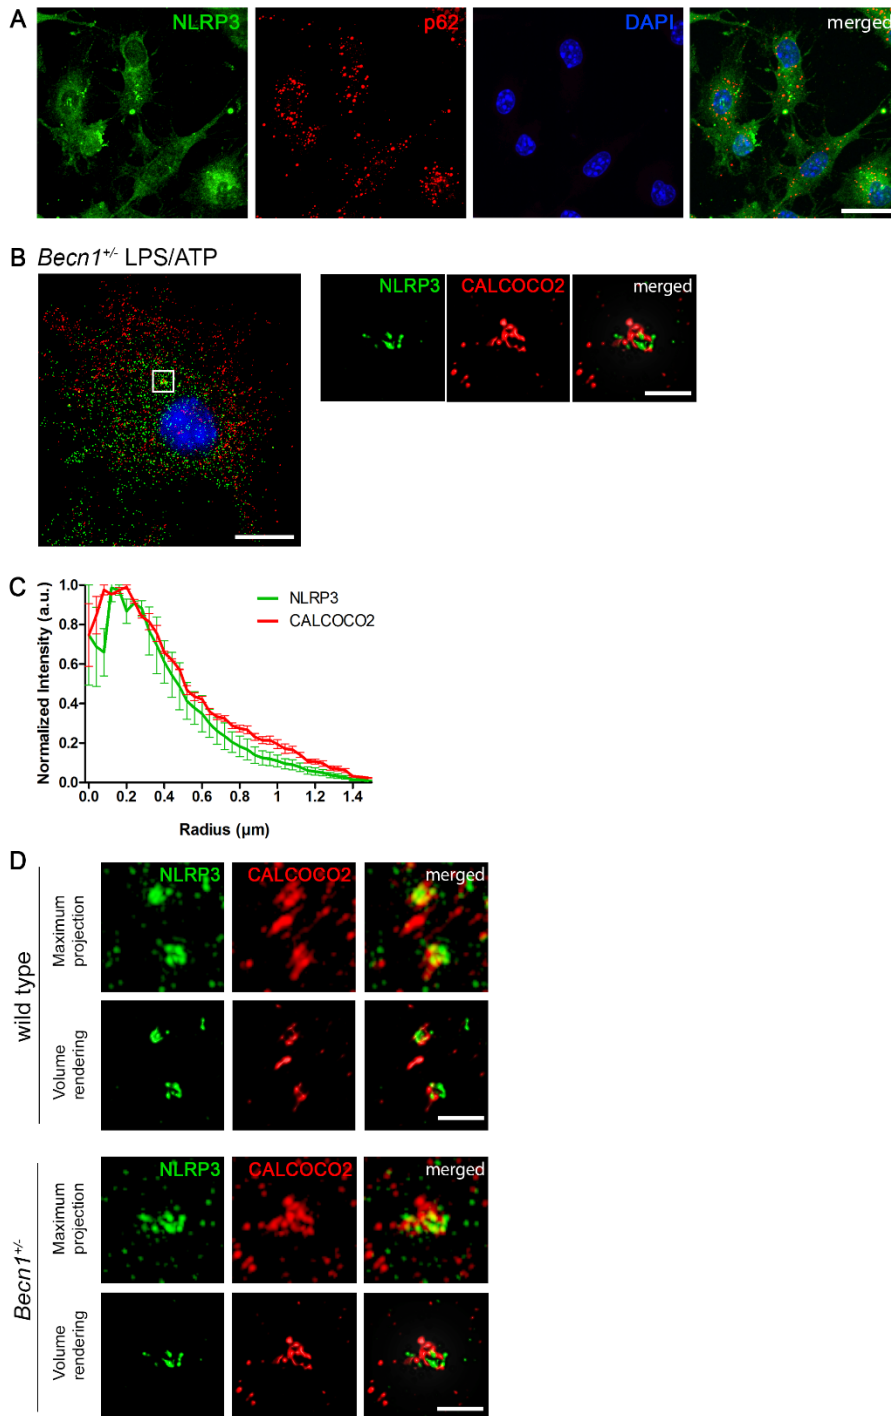 A
NLRP3
p62
DAPI
merged
B
Becn1+/- LPS/ATP
NLRP3
CALCOCO2
merged
C
Normalized Intensity (a.u.)
1.0
0.8
0.6
0.4
0.2
0.0
NLRP3
CALCOCO2
0.0 0.2 0.4 0.6 0.8 1 1.2 1.4
Radius (µm)
D
wild type
Maximum projection
NLRP3
CALCOCO2
merged
Volume rendering
Becn1+/-
Maximum projection
NLRP3
CALCOCO2
merged
Volume rendering